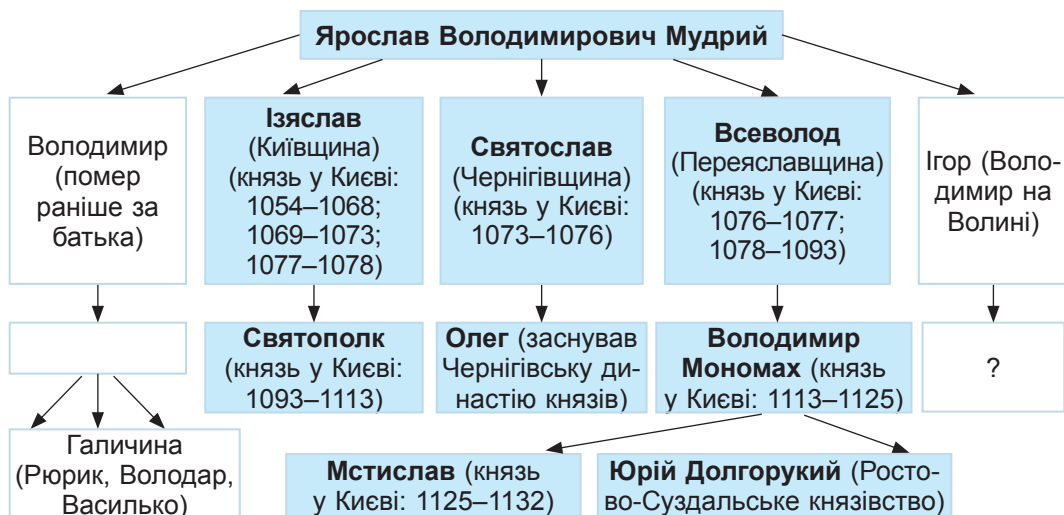 Ярослав Володимирович Мудрий
Володимир
(помер
раніше за
батька)
Ізяслав
(Київщина)
(князь у Києві:
1054–1068;
1069–1073;
1077–1078)
Святослав
(Чернігівщина)
(князь у Києві:
1073–1076)
Всеволод
(Переяславщина)
(князь у Києві:
1076–1077;
1078–1093)
Ігор (Воло-
димир на
Волині)
Святополк
(князь у Києві:
1093–1113)
Олег (заснував
Чернігівську ди-
настію князів)
Володимир
Мономах (князь
у Києві: 1113–1125)
?
Галичина
(Рюрик, Володар,
Василько)
Мстислав (князь
у Києві: 1125–1132)
Юрій Долгорукий (Росто-
во-Суздальське князівство)